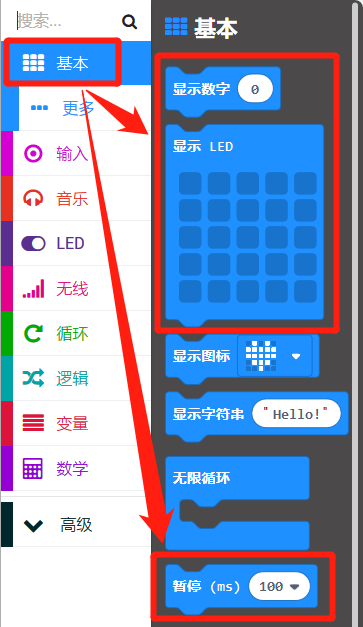 搜索...
基本
更多
输入
音乐
LED
无线
循环
逻辑
变量
数学
高级
基本
显示数字 0
显示 LED
显示图标
显示字符串 "Hello!"
无限循环
暂停 (ms) 100